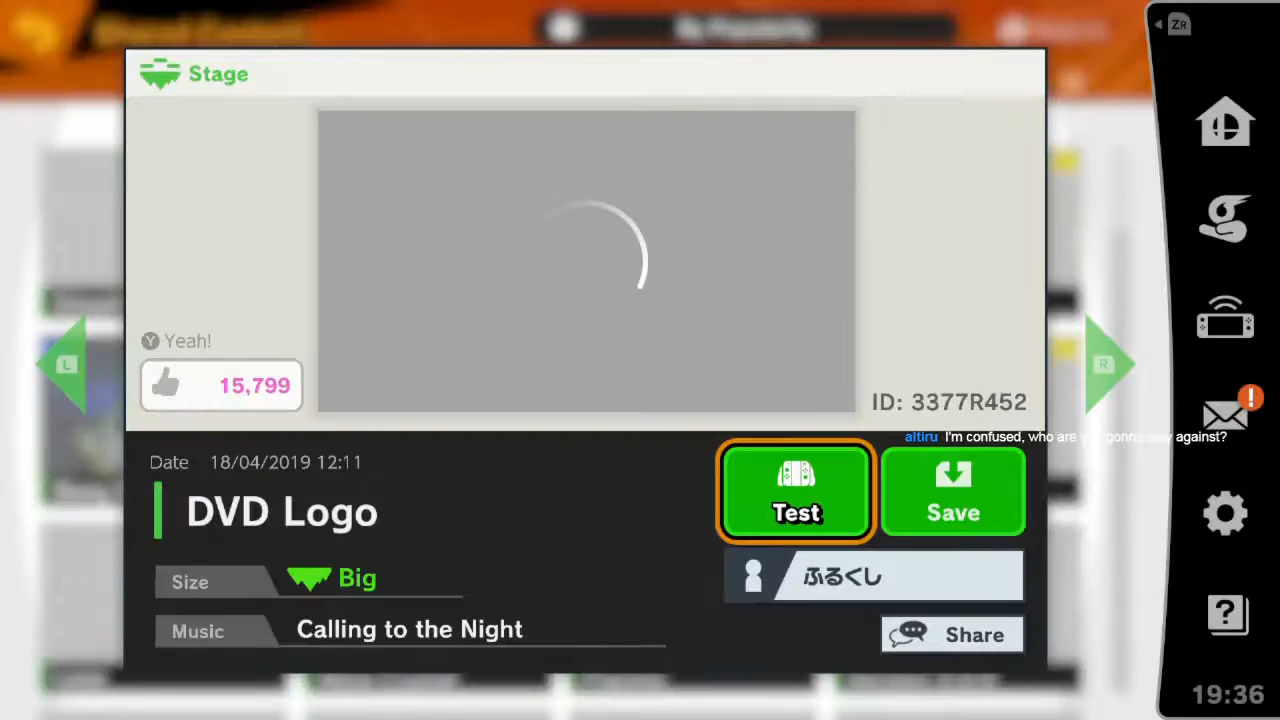 ZR
Stage
L
R
Y Yeah!
15,799
ID: 3377R452
altiru I'm confused, who are against?
Date 18/04/2019 12:11
DVD Logo
Test
Save
Size Big
ふるくし
Music Calling to the Night
Share
19:36